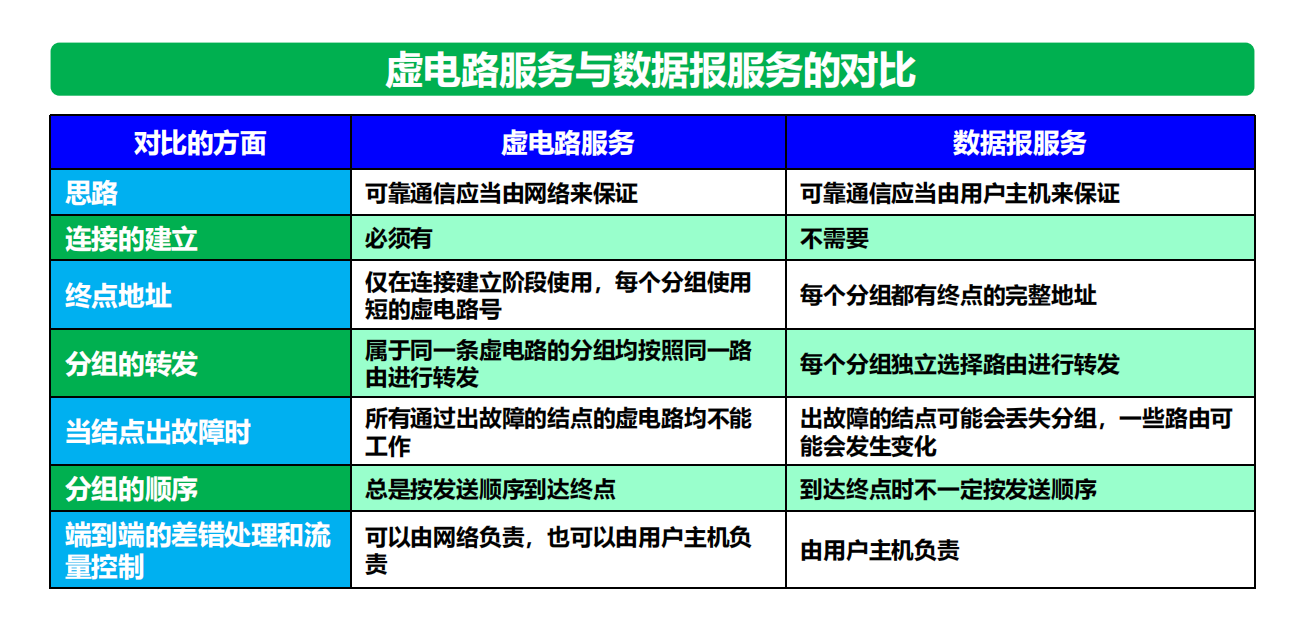 虚电路服务与数据报服务的对比
对比的方面
虚电路服务
数据报服务
思路
可靠通信应当由网络来保证
可靠通信应当由用户主机来保证
连接的建立
必须有
不需要
终点地址
仅在连接建立阶段使用，每个分组使用
短的虚电路号
每个分组都有终点的完整地址
分组的转发
属于同一条虚电路的分组均按照同一路
由进行转发
每个分组独立选择路由进行转发
当结点出故障时
所有通过出故障的结点的虚电路均不能
工作
出故障的结点可能会丢失分组，一些路由可
能会发生变化
分组的顺序
总是按发送顺序到达终点
到达终点时不一定按发送顺序
端到端的差错处理和流
量控制
可以由网络负责，也可以由用户主机负
责
由用户主机负责